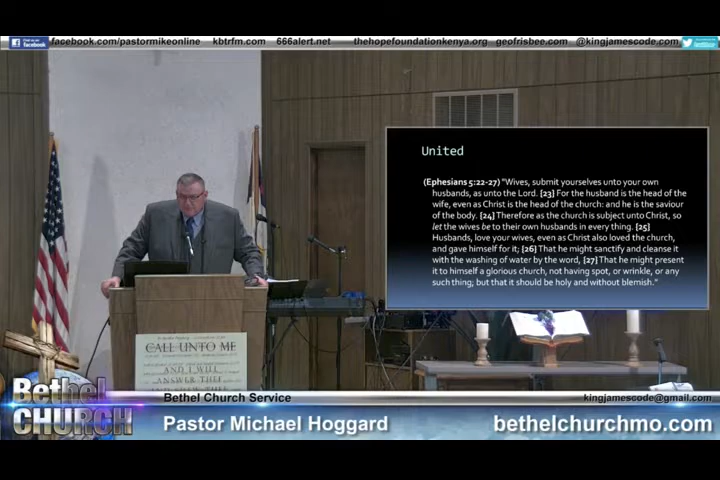 facebook.com/pastormikeonline kbtrfm.com 666alert.net thehopefoundationkenya.org geofrisbee.com @kingjamescode.com
United
(Ephesians 5:22-27) "Wives, submit yourselves unto your own
husbands, as unto the Lord. [23] For the husband is the head of the
wife, even as Christ is the head of the church: and he is the saviour
of the body. [24] Therefore as the church is subject unto Christ, so
let the wives be to their own husbands in every thing. [25]
Husbands, love your wives, even as Christ also loved the church,
and gave himself for it; [26] That he might sanctify and cleanse it
with the washing of water by the word, [27] That he might present
it to himself a glorious church, not having spot, or wrinkle, or any
such thing; but that it should be holy and without blemish."
CALL UNTO ME
AND I WILL
ANSWER THEE
Bethel
CHURCH
Bethel Church Service
kingjamescode@gmail.com
Pastor Michael Hoggard
bethelchurchmo.com